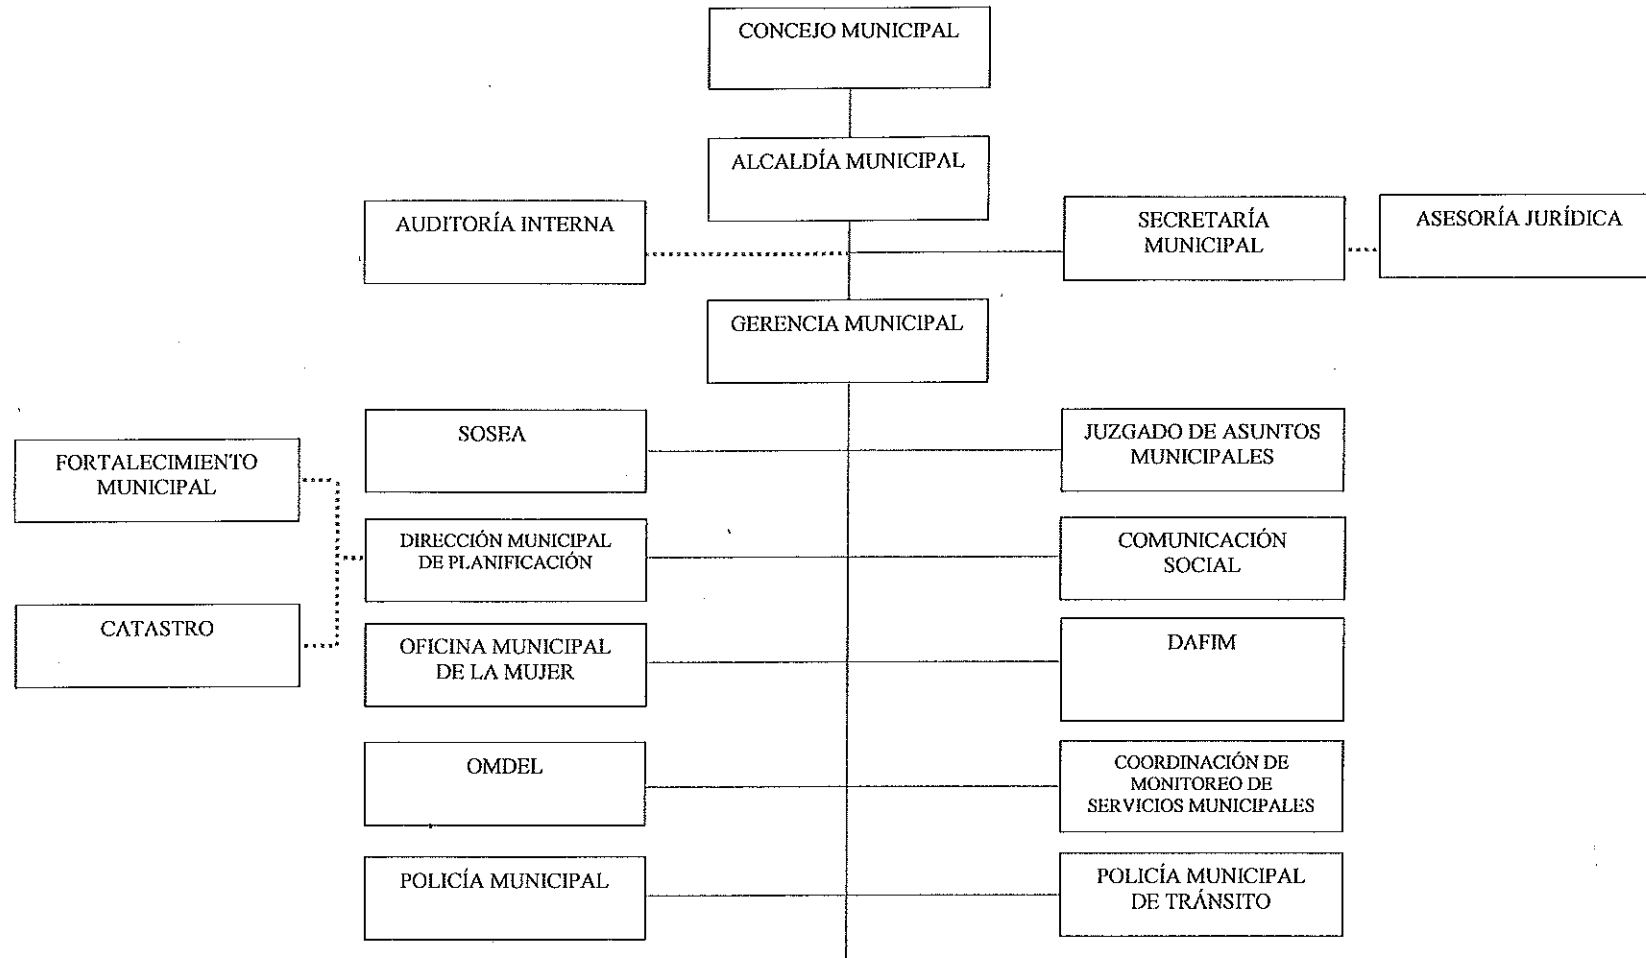 CONCEJO MUNICIPAL
ALCALDÍA MUNICIPAL
AUDITORÍA INTERNA
SECRETARÍA
MUNICIPAL
ASESORÍA JURÍDICA
GERENCIA MUNICIPAL
SOSEA
JUZGADO DE ASUNTOS
MUNICIPALES
FORTALECIMIENTO
MUNICIPAL
DIRECCIÓN MUNICIPAL
DE PLANIFICACIÓN
COMUNICACIÓN
SOCIAL
CATASTRO
OFICINA MUNICIPAL
DE LA MUJER
DAFIM
OMDEL
COORDINACIÓN DE
MONITOREO DE
SERVICIOS MUNICIPALES
POLICÍA MUNICIPAL
POLICÍA MUNICIPAL
DE TRÁNSITO